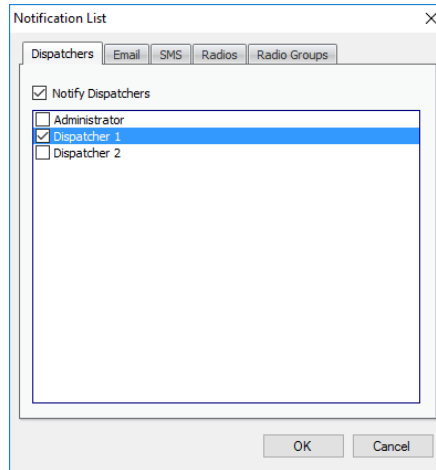 Notification List
Dispatchers Email SMS Radios Radio Groups
Notify Dispatchers
Administrator
Dispatcher 1
Dispatcher 2
OK Cancel